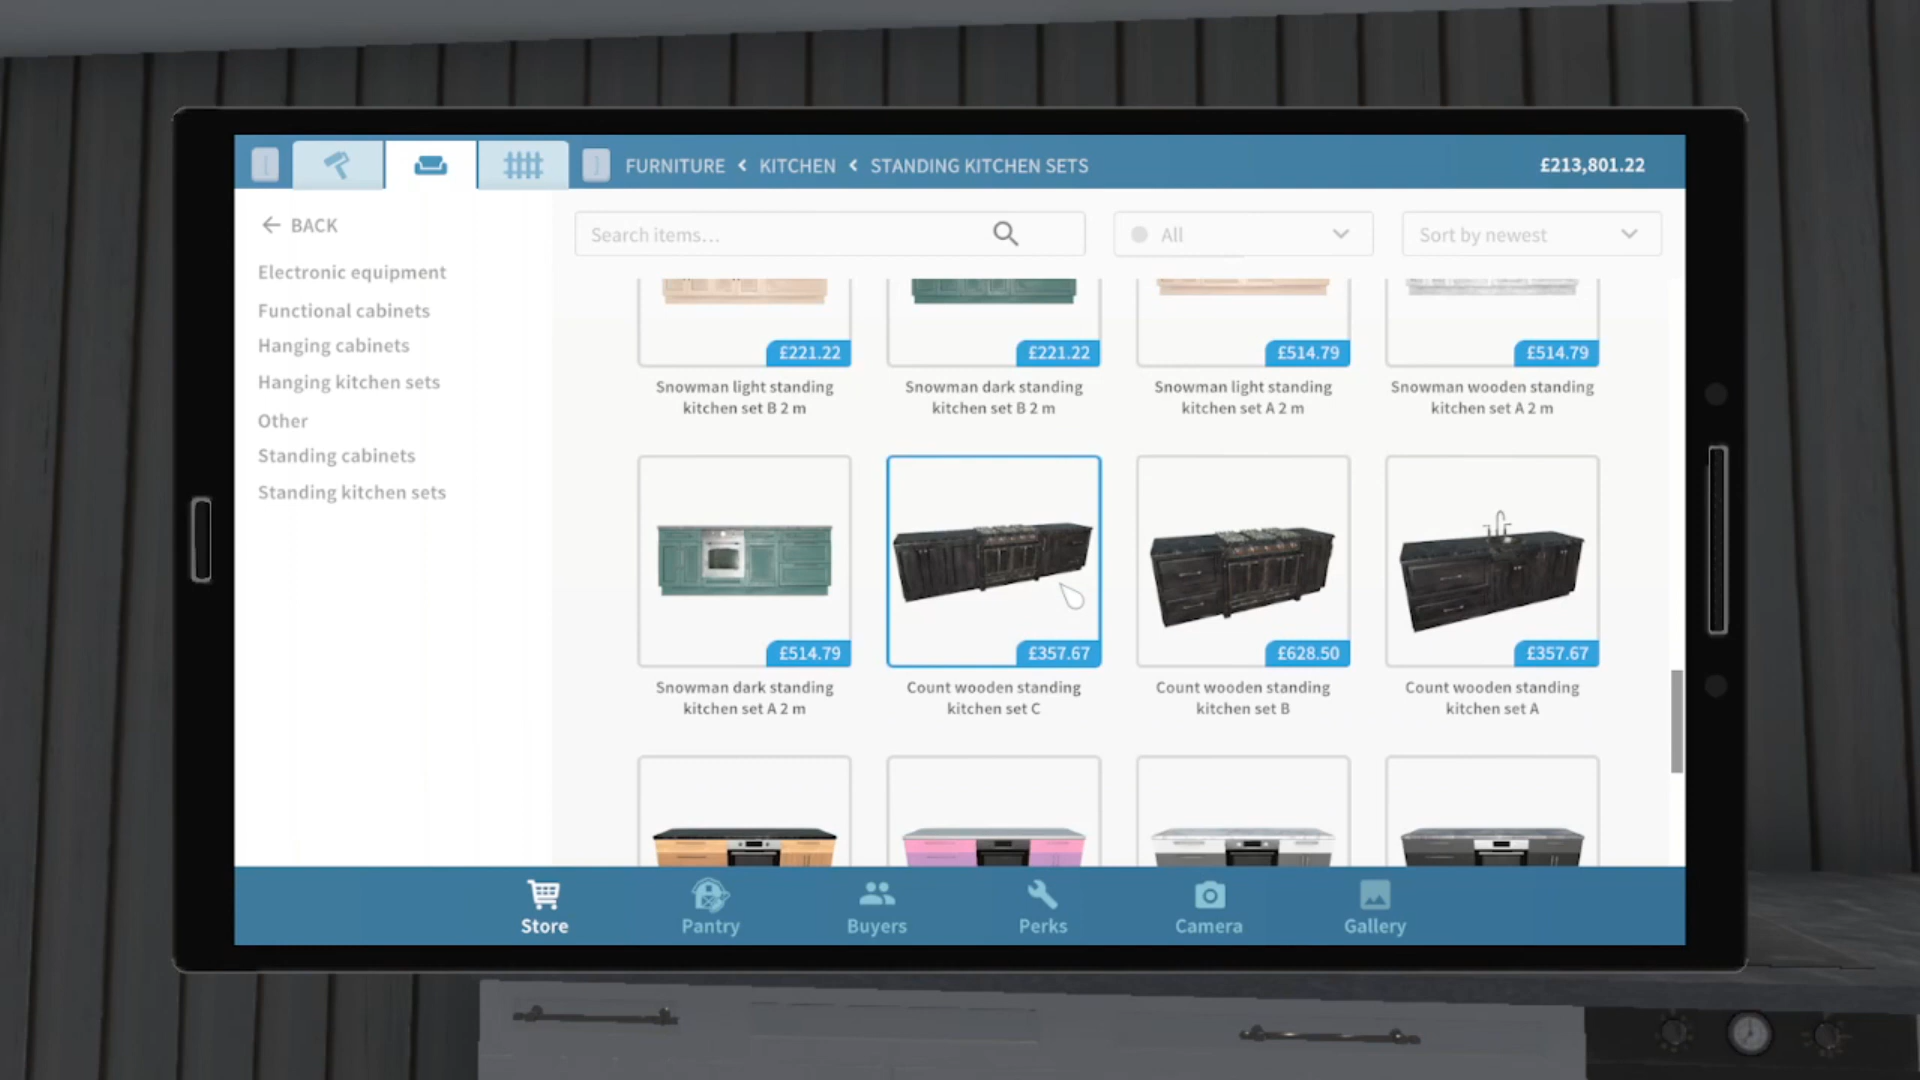 FURNITURE < KITCHEN < STANDING KITCHEN SETS
£213,801.22
BACK
Search items...
All
Sort by newest
Electronic equipment
Functional cabinets
Hanging cabinets
Hanging kitchen sets
Other
Standing cabinets
Standing kitchen sets
£221.22
£221.22
£514.79
£514.79
Snowman light standing
kitchen set B 2 m
Snowman dark standing
kitchen set B 2 m
Snowman light standing
kitchen set A 2 m
Snowman wooden standing
kitchen set A 2 m
£514.79
£357.67
£628.50
£357.67
Snowman dark standing
kitchen set A 2 m
Count wooden standing
kitchen set C
Count wooden standing
kitchen set B
Count wooden standing
kitchen set A
Store
Pantry
Buyers
Perks
Camera
Gallery